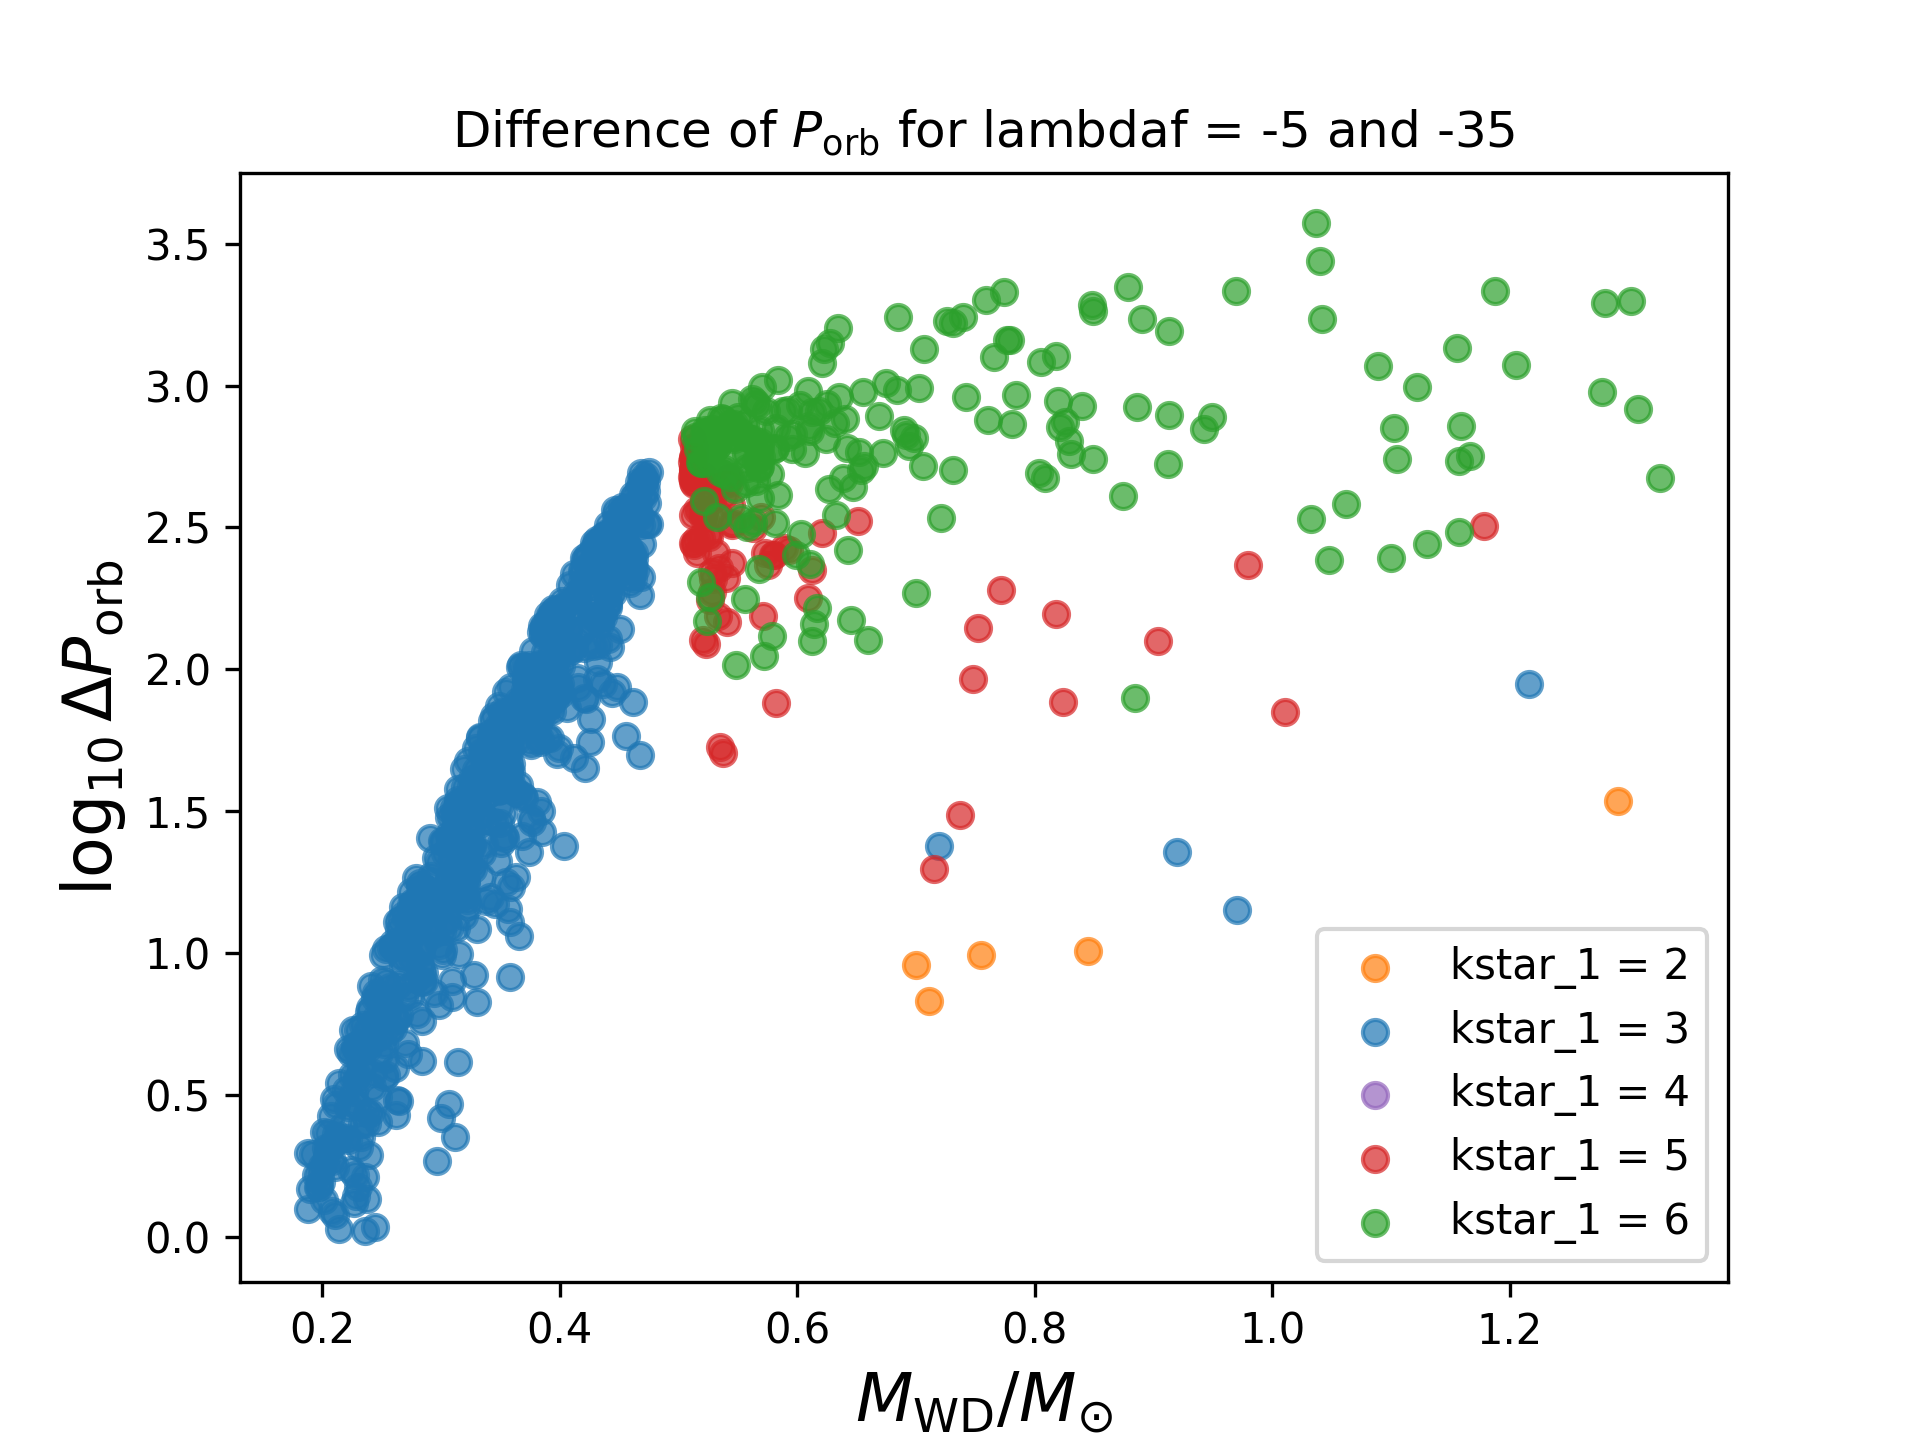 Difference of P_orb for lambdaf = -5 and -35
log₁₀ ΔP_orb
3.5
3.0
2.5
2.0
1.5
1.0
0.5
0.0
kstar_1 = 2
kstar_1 = 3
kstar_1 = 4
kstar_1 = 5
kstar_1 = 6
0.2 0.4 0.6 0.8 1.0 1.2
M_WD/M_⊙